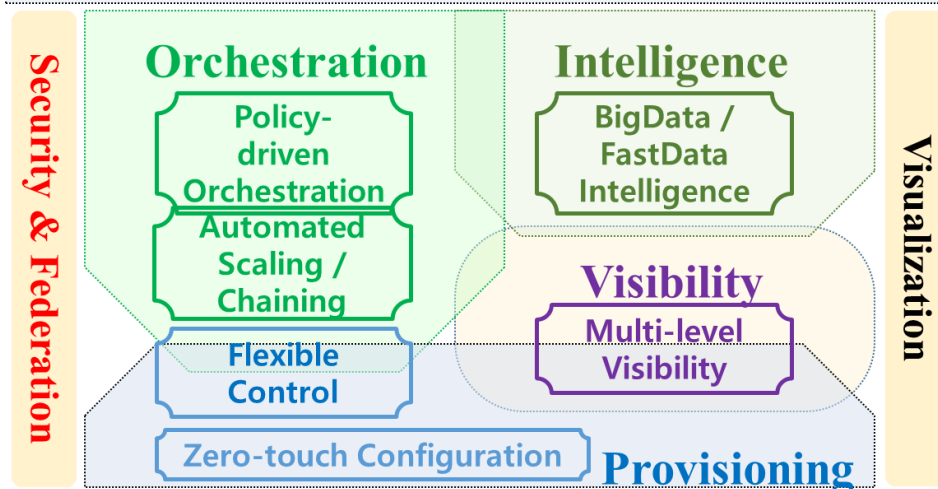 Security & Federation
Orchestration
Policy-
driven
Orchestration
Automated
Scaling /
Chaining
Flexible
Control
Zero-touch Configuration
Intelligence
BigData /
FastData
Intelligence
Visibility
Multi-level
Visibility
Provisioning
Visualization